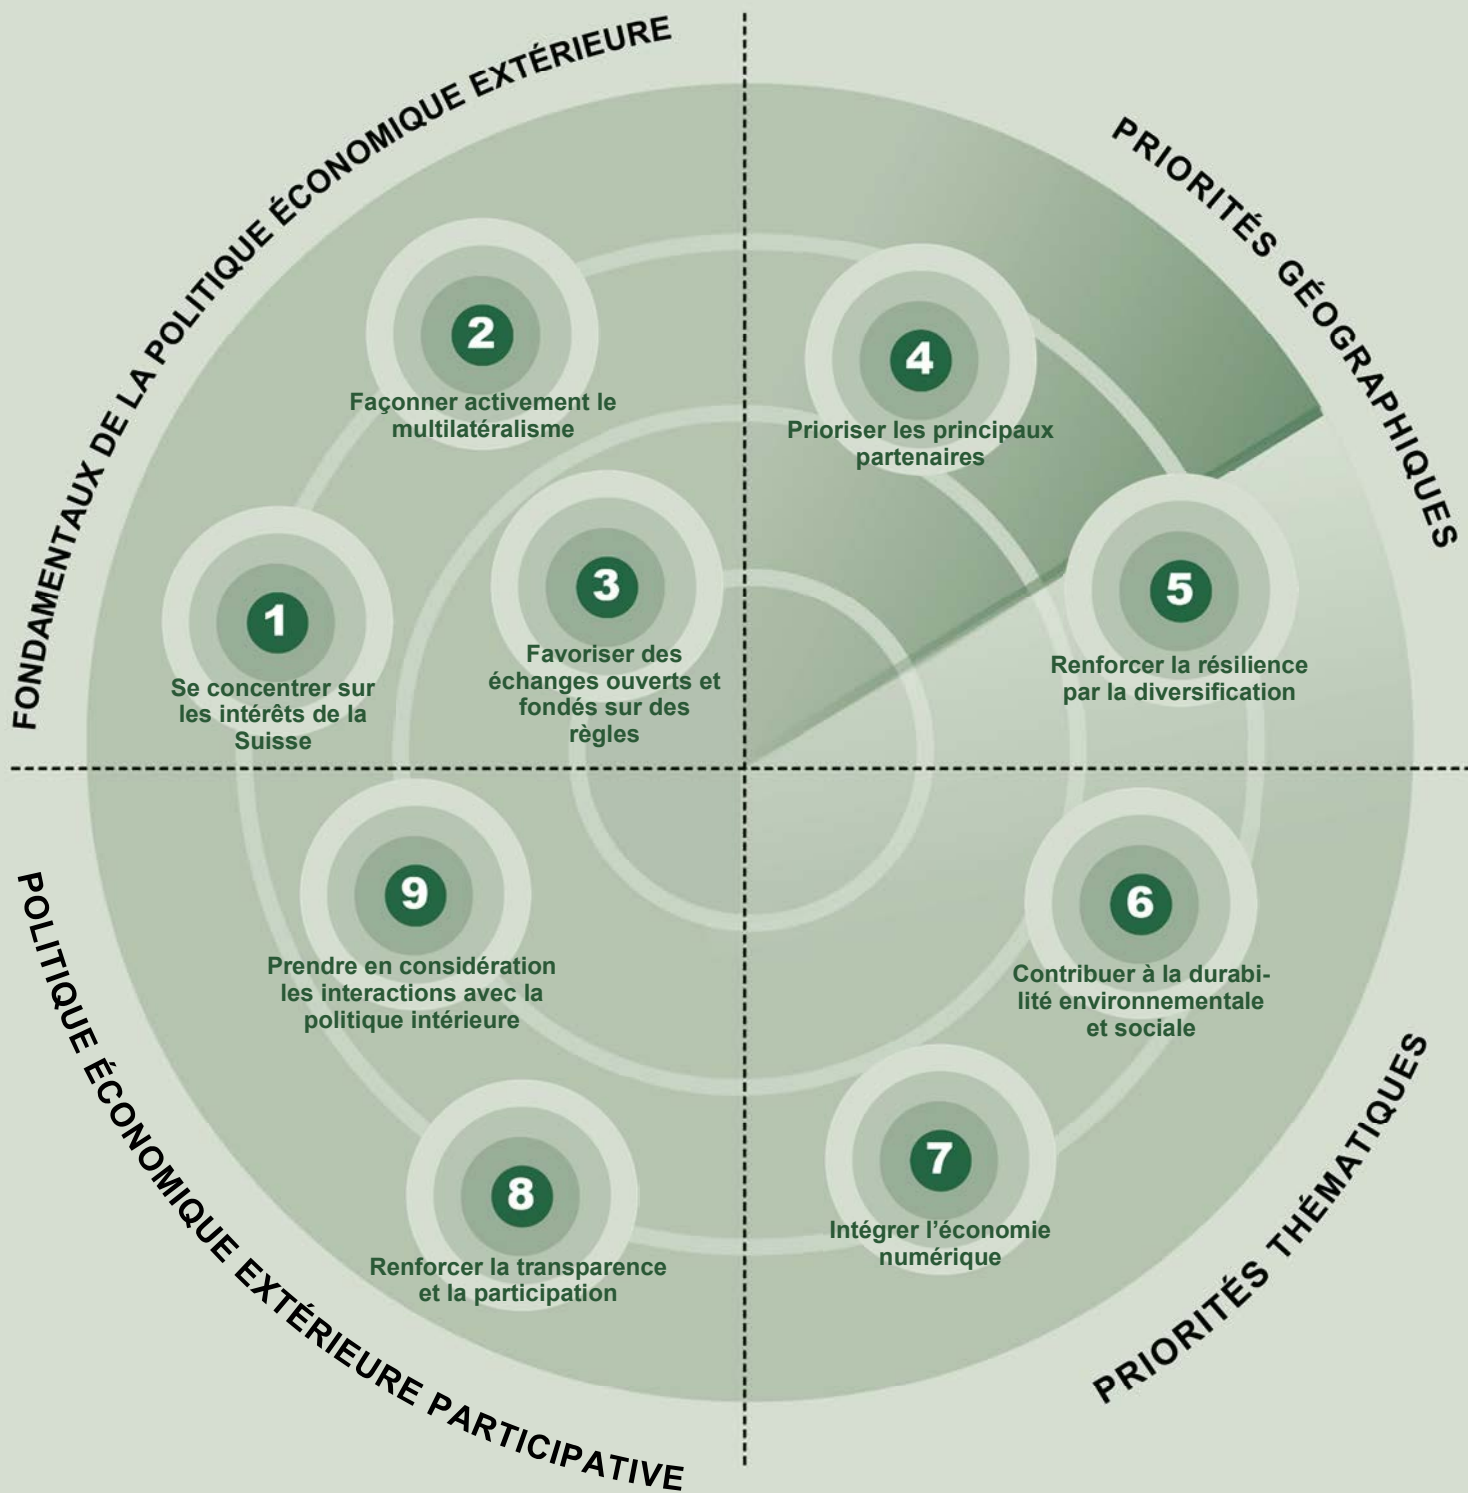 FONDAMENTAUX DE LA POLITIQUE ÉCONOMIQUE EXTÉRIEURE
1
Se concentrer sur
les intérêts de la
Suisse
2
Façonner activement le
multilatéralisme
3
Favoriser des
échanges ouverts et
fondés sur des
règles
PRIORITÉS GÉOGRAPHIQUES
4
Prioriser les principaux
partenaires
5
Renforcer la résilience
par la diversification
PRIORITÉS THÉMATIQUES
6
Contribuer à la durabi-
lité environnementale
et sociale
7
Intégrer l’économie
numérique
POLITIQUE ÉCONOMIQUE EXTÉRIEURE PARTICIPATIVE
8
Renforcer la transparence
et la participation
9
Prendre en considération
les interactions avec la
politique intérieure